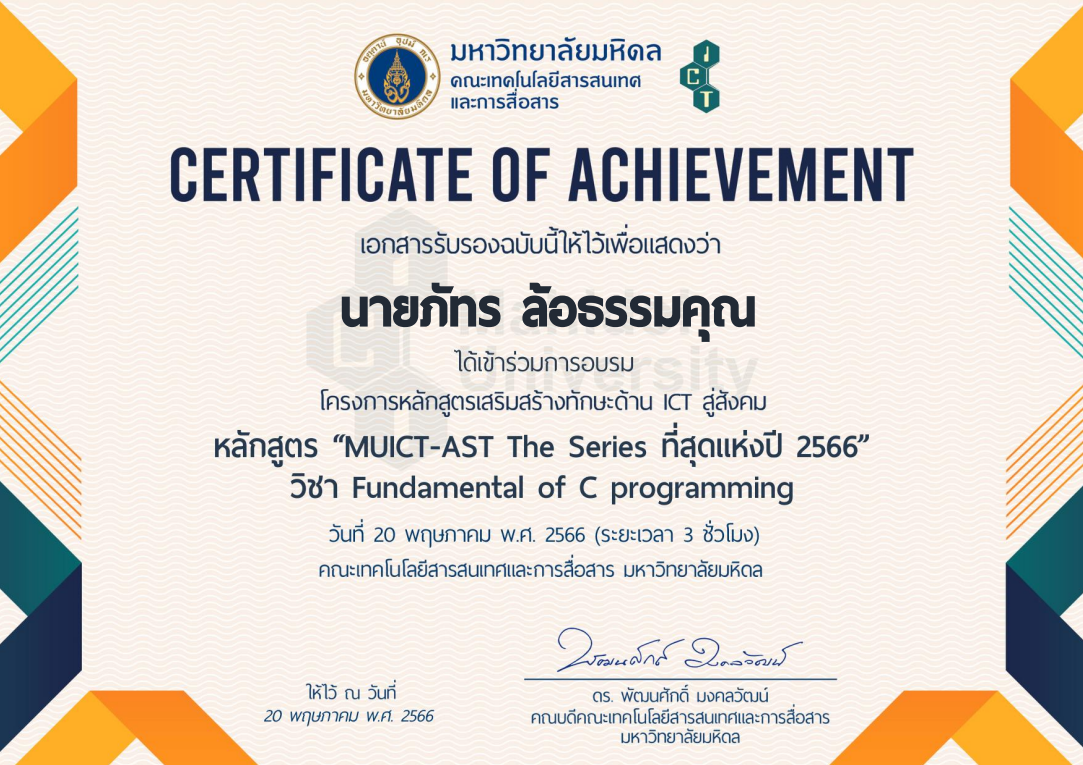 มหาวิทยาลัยมหิดล
คณะเทคโนโลยีสารสนเทศ
และการสื่อสาร
ICT
CERTIFICATE OF ACHIEVEMENT
เอกสารรับรองฉบับนี้ให้ไว้เพื่อแสดงว่า
นายภัทร ล้อธรรมคุณ
Mahidol
University
ได้เข้าร่วมการอบรม
โครงการหลักสูตรเสริมสร้างทักษะด้าน ICT สู่สังคม
หลักสูตร “MUICT-AST The Series ที่สุดแห่งปี 2566”
วิชา Fundamental of C programming
วันที่ 20 พฤษภาคม พ.ศ. 2566 (ระยะเวลา 3 ชั่วโมง)
คณะเทคโนโลยีสารสนเทศและการสื่อสาร มหาวิทยาลัยมหิดล
ให้ไว้ ณ วันที่
20 พฤษภาคม พ.ศ. 2566
ดร. พัฒนศักดิ์ มงคลวัฒน์
คณบดีคณะเทคโนโลยีสารสนเทศและการสื่อสาร
มหาวิทยาลัยมหิดล